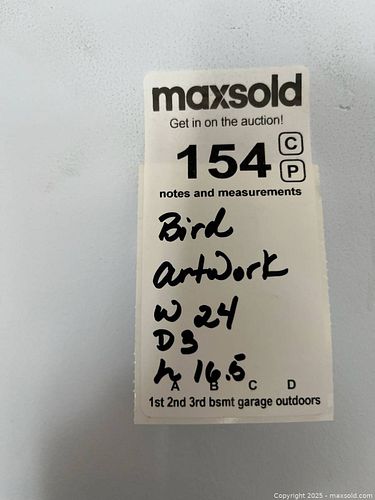 maxsold
Get in on the auction!
154 C
P
notes and measurements
Bird
artwork
W 24
D 3
h 16.5
A B C D
1st 2nd 3rd bsmt garage outdoors
Copyright © 2025 - maxsold.com